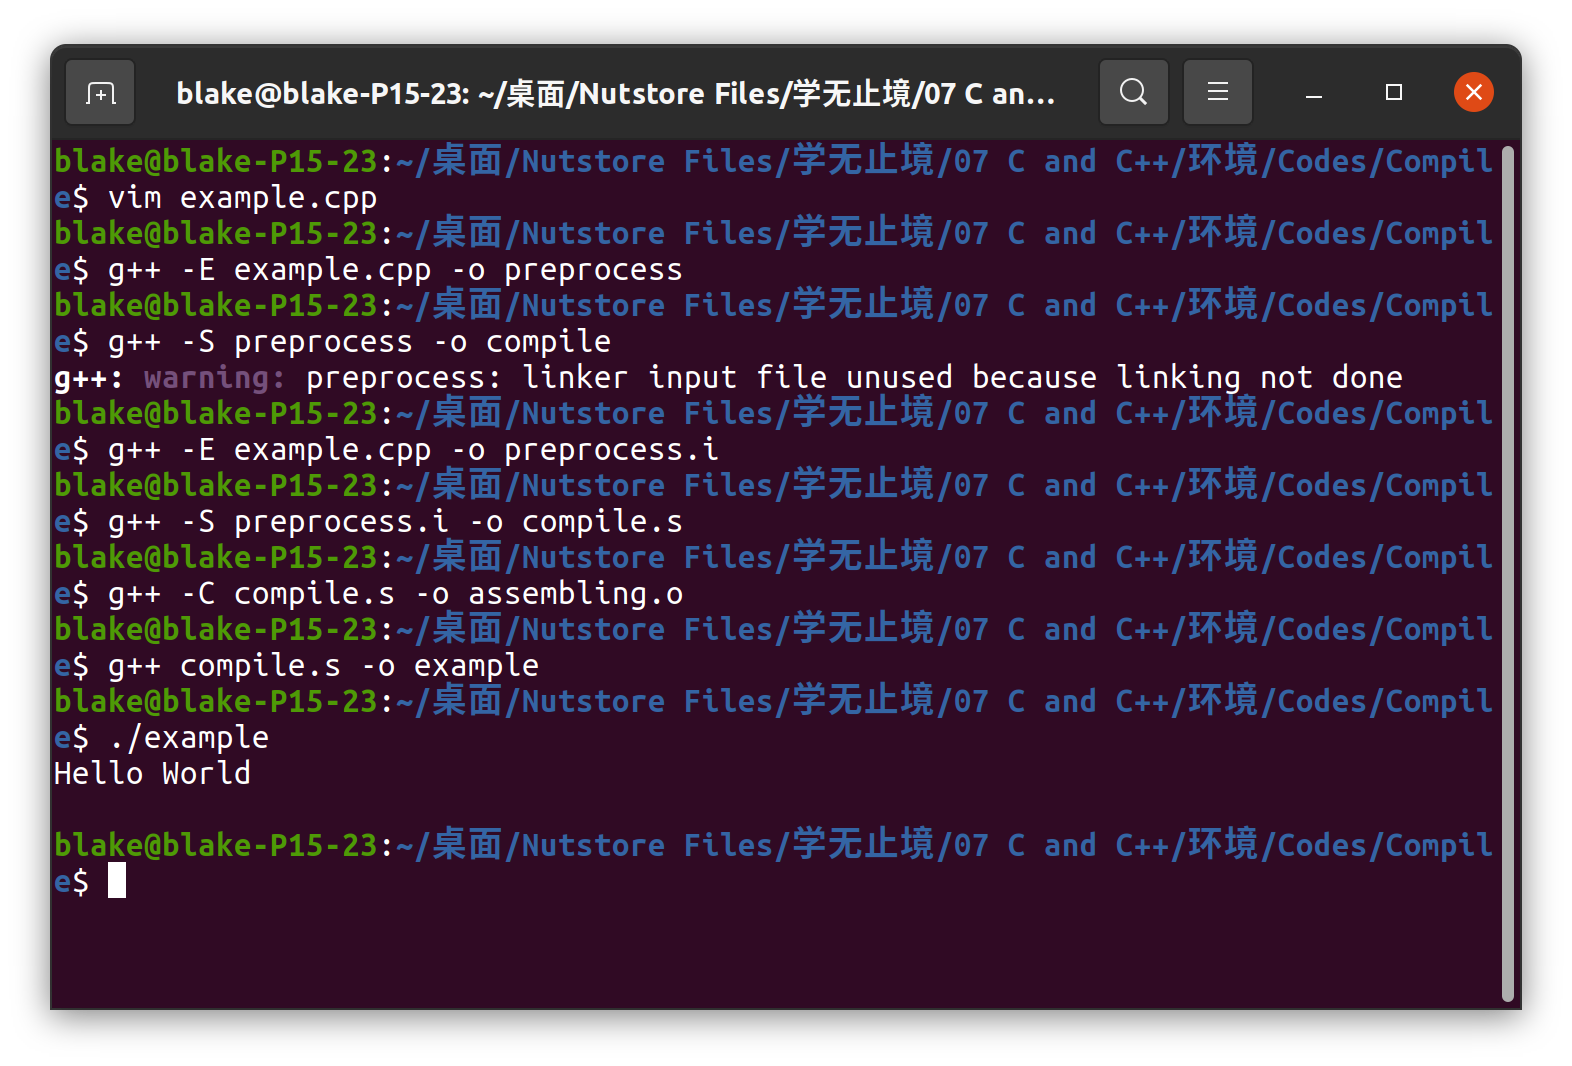 blake@blake-P15-23: ~/桌面/Nutstore Files/学无止境/07 C an...
blake@blake-P15-23:~/桌面/Nutstore Files/学无止境/07 C and C++/环境/Codes/Compil
e$ vim example.cpp
blake@blake-P15-23:~/桌面/Nutstore Files/学无止境/07 C and C++/环境/Codes/Compil
e$ g++ -E example.cpp -o preprocess
blake@blake-P15-23:~/桌面/Nutstore Files/学无止境/07 C and C++/环境/Codes/Compil
e$ g++ -S preprocess -o compile
g++: warning: preprocess: linker input file unused because linking not done
blake@blake-P15-23:~/桌面/Nutstore Files/学无止境/07 C and C++/环境/Codes/Compil
e$ g++ -E example.cpp -o preprocess.i
blake@blake-P15-23:~/桌面/Nutstore Files/学无止境/07 C and C++/环境/Codes/Compil
e$ g++ -S preprocess.i -o compile.s
blake@blake-P15-23:~/桌面/Nutstore Files/学无止境/07 C and C++/环境/Codes/Compil
e$ g++ -C compile.s -o assembling.o
blake@blake-P15-23:~/桌面/Nutstore Files/学无止境/07 C and C++/环境/Codes/Compil
e$ g++ compile.s -o example
blake@blake-P15-23:~/桌面/Nutstore Files/学无止境/07 C and C++/环境/Codes/Compil
e$ ./example
Hello World
blake@blake-P15-23:~/桌面/Nutstore Files/学无止境/07 C and C++/环境/Codes/Compil
e$